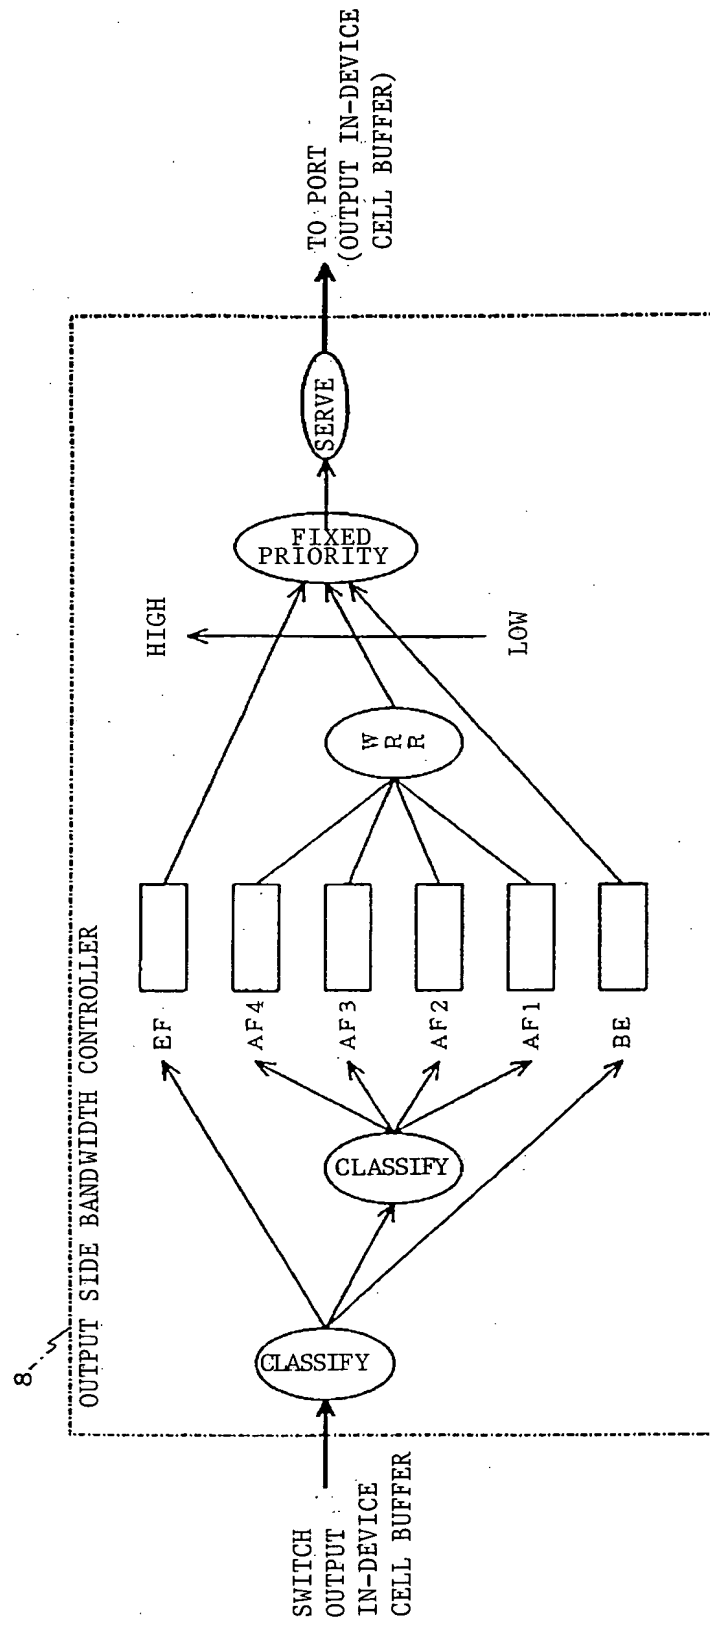 8
OUTPUT SIDE BANDWIDTH CONTROLLER
SWITCH
OUTPUT
IN-DEVICE
CELL BUFFER
CLASSIFY
CLASSIFY
EF
AF4
AF3
AF2
AF1
BE
WRR
HIGH
LOW
FIXED
PRIORITY
SERVE
TO PORT
(OUTPUT IN-DEVICE
CELL BUFFER)